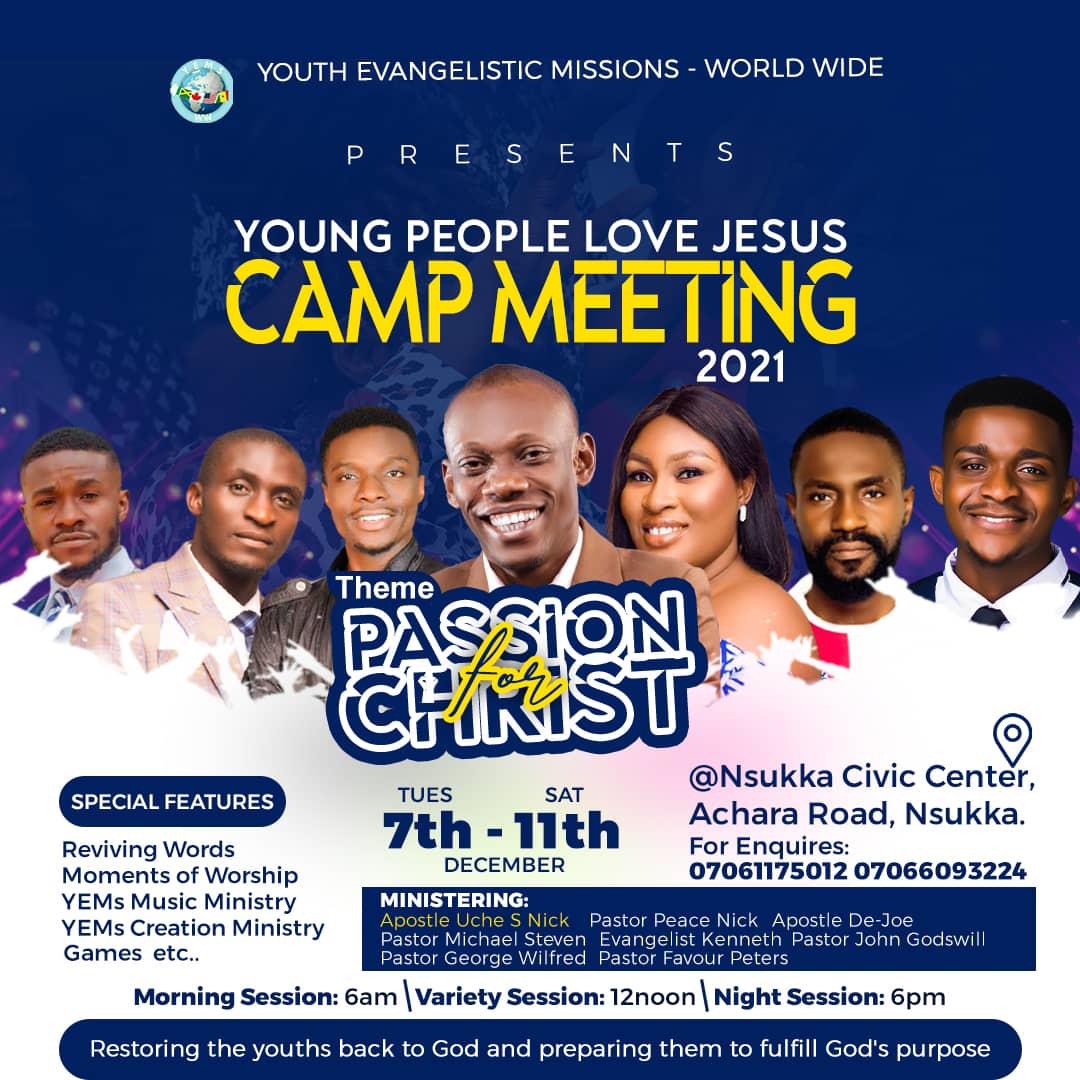 YEMS
WW
YOUTH EVANGELISTIC MISSIONS - WORLD WIDE
PRESENTS
YOUNG PEOPLE LOVE JESUS
CAMP MEETING
2021
Theme
PASSION
for
CHRIST
SPECIAL FEATURES
Reviving Words
Moments of Worship
YEMs Music Ministry
YEMs Creation Ministry
Games etc..
TUES SAT
7th - 11th
DECEMBER
@Nsukka Civic Center,
Achara Road, Nsukka.
For Enquires:
07061175012 07066093224
MINISTERING:
Apostle Uche S Nick Pastor Peace Nick Apostle De-Joe
Pastor Michael Steven Evangelist Kenneth Pastor John Godswill
Pastor George Wilfred Pastor Favour Peters
Morning Session: 6am \ Variety Session: 12noon \ Night Session: 6pm
Restoring the youths back to God and preparing them to fulfill God's purpose